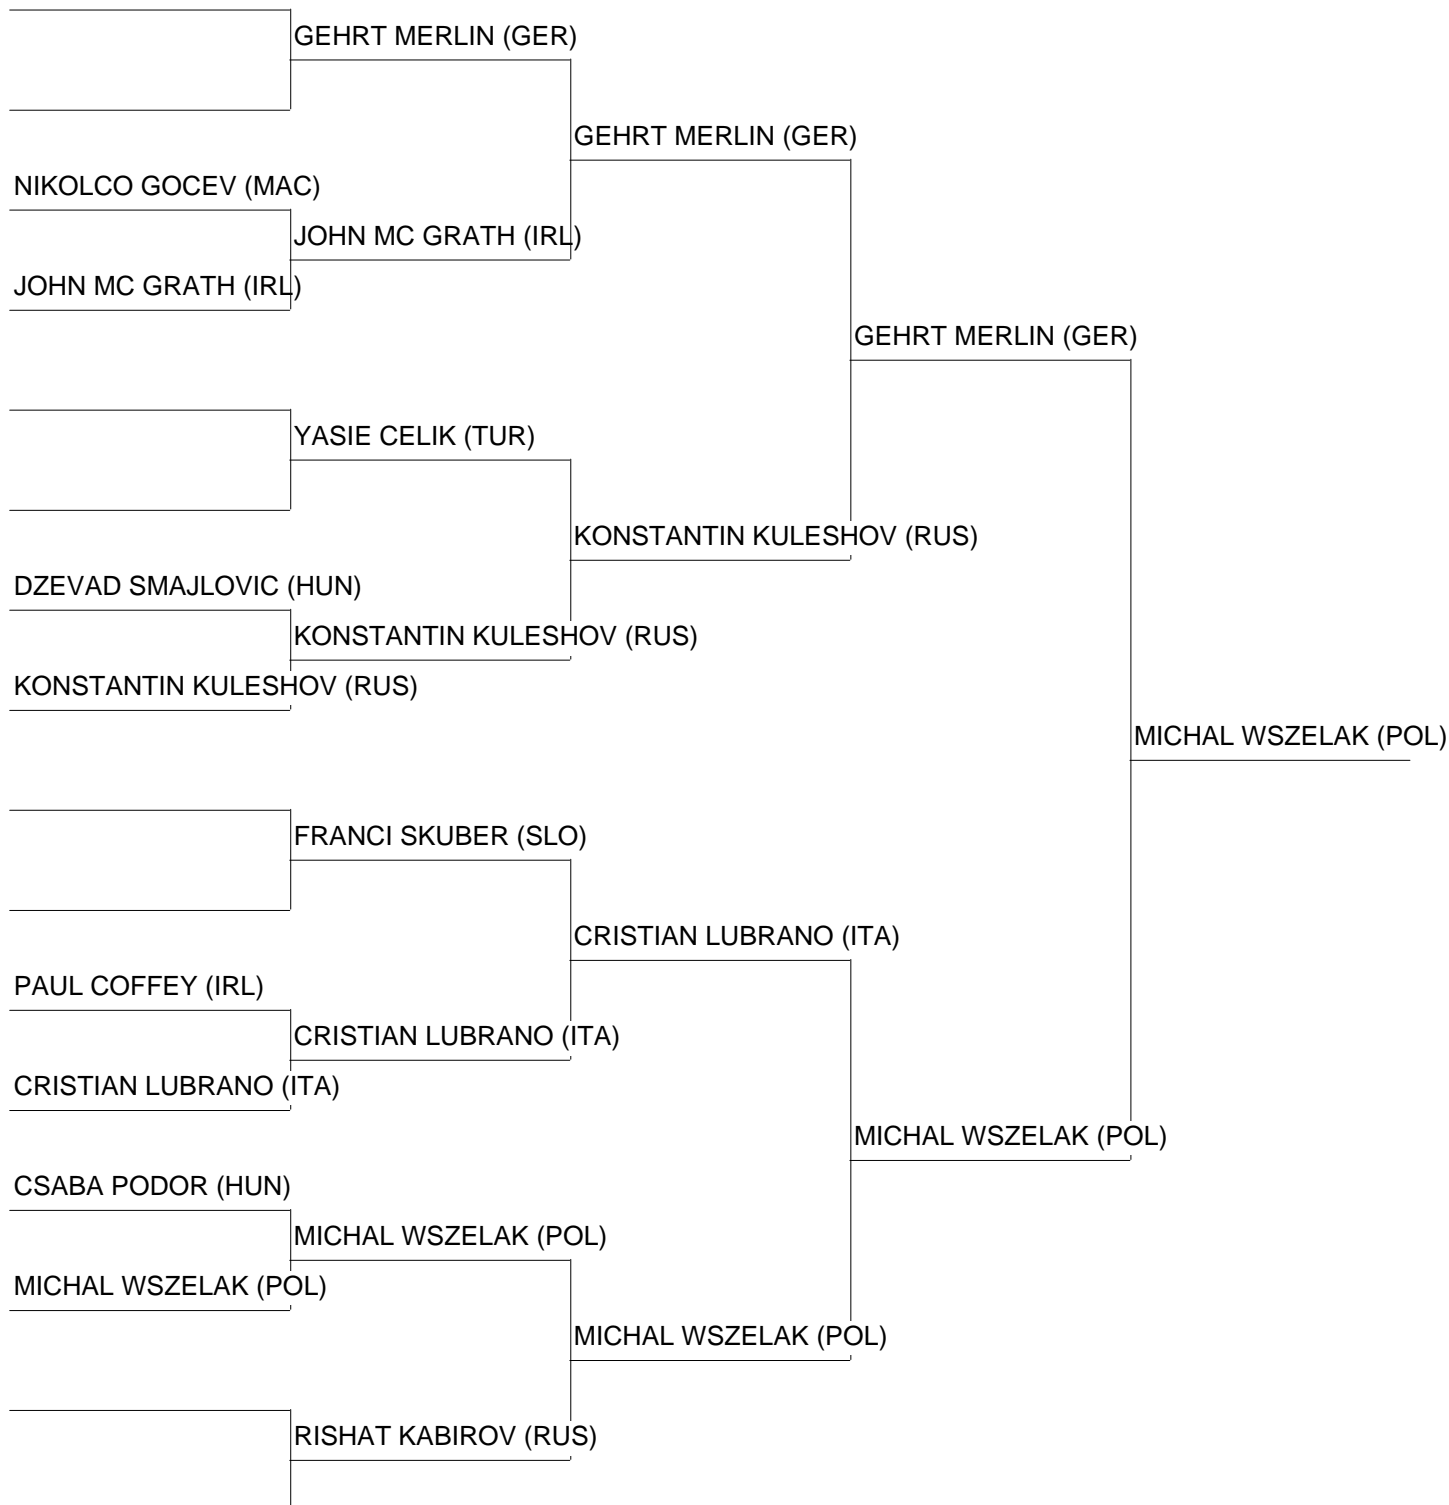 GEHRT MERLIN (GER)
GEHRT MERLIN (GER)
NIKOLCO GOCEV (MAC)
JOHN MC GRATH (IRL)
JOHN MC GRATH (IRL)
GEHRT MERLIN (GER)
YASIE CELIK (TUR)
KONSTANTIN KULESHOV (RUS)
DZEVAD SMAJLOVIC (HUN)
KONSTANTIN KULESHOV (RUS)
KONSTANTIN KULESHOV (RUS)
MICHAL WSZELAK (POL)
FRANCI SKUBER (SLO)
CRISTIAN LUBRANO (ITA)
PAUL COFFEY (IRL)
CRISTIAN LUBRANO (ITA)
CRISTIAN LUBRANO (ITA)
MICHAL WSZELAK (POL)
CSABA PODOR (HUN)
MICHAL WSZELAK (POL)
MICHAL WSZELAK (POL)
MICHAL WSZELAK (POL)
RISHAT KABIROV (RUS)